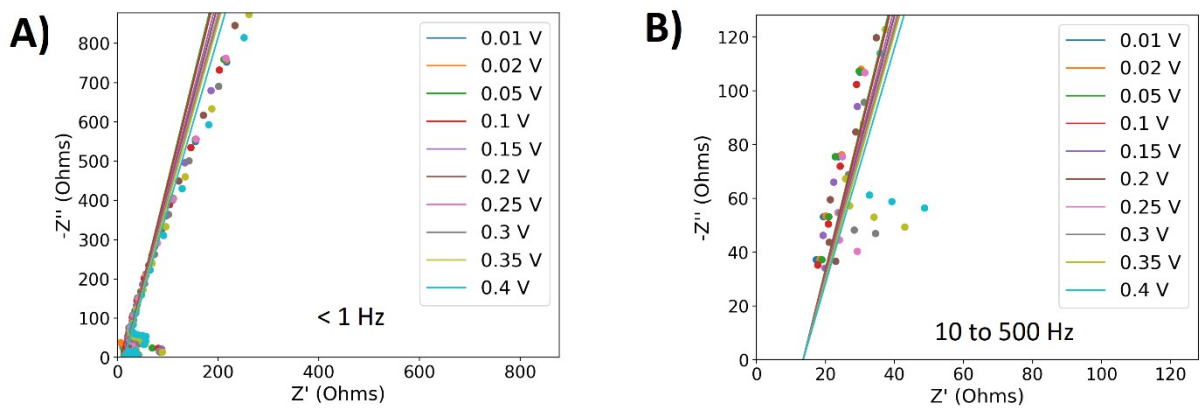 A)
800
700
600
500
400
300
200
100
0
-Z'' (Ohms)
0.01 V
0.02 V
0.05 V
0.1 V
0.15 V
0.2 V
0.25 V
0.3 V
0.35 V
0.4 V
< 1 Hz
0 200 400 600 800
Z' (Ohms)
B)
120
100
80
60
40
20
0
-Z'' (Ohms)
0.01 V
0.02 V
0.05 V
0.1 V
0.15 V
0.2 V
0.25 V
0.3 V
0.35 V
0.4 V
10 to 500 Hz
0 20 40 60 80 100 120
Z' (Ohms)